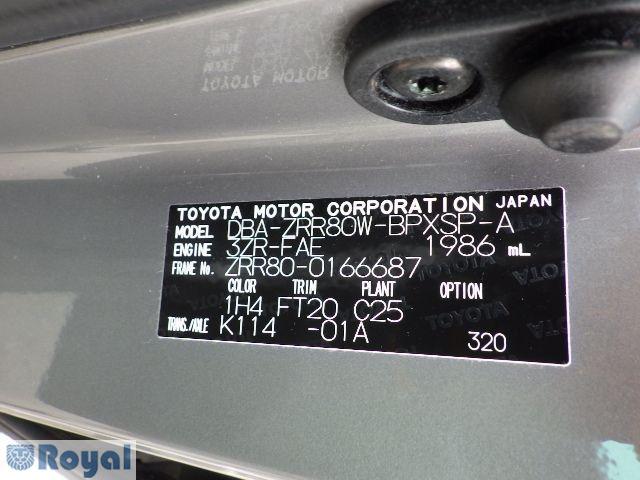 TOYOTA MOTOR CORPORATION JAPAN
MODEL DBA-ZRR80W-BPXSP-A
ENGINE 3ZR-FAE 1986 mL
FRAME No. ZRR80-0166687
COLOR TRIM PLANT OPTION
1H4 FT20 C25
TRANS./AXLE K114 -01A
320
Royal